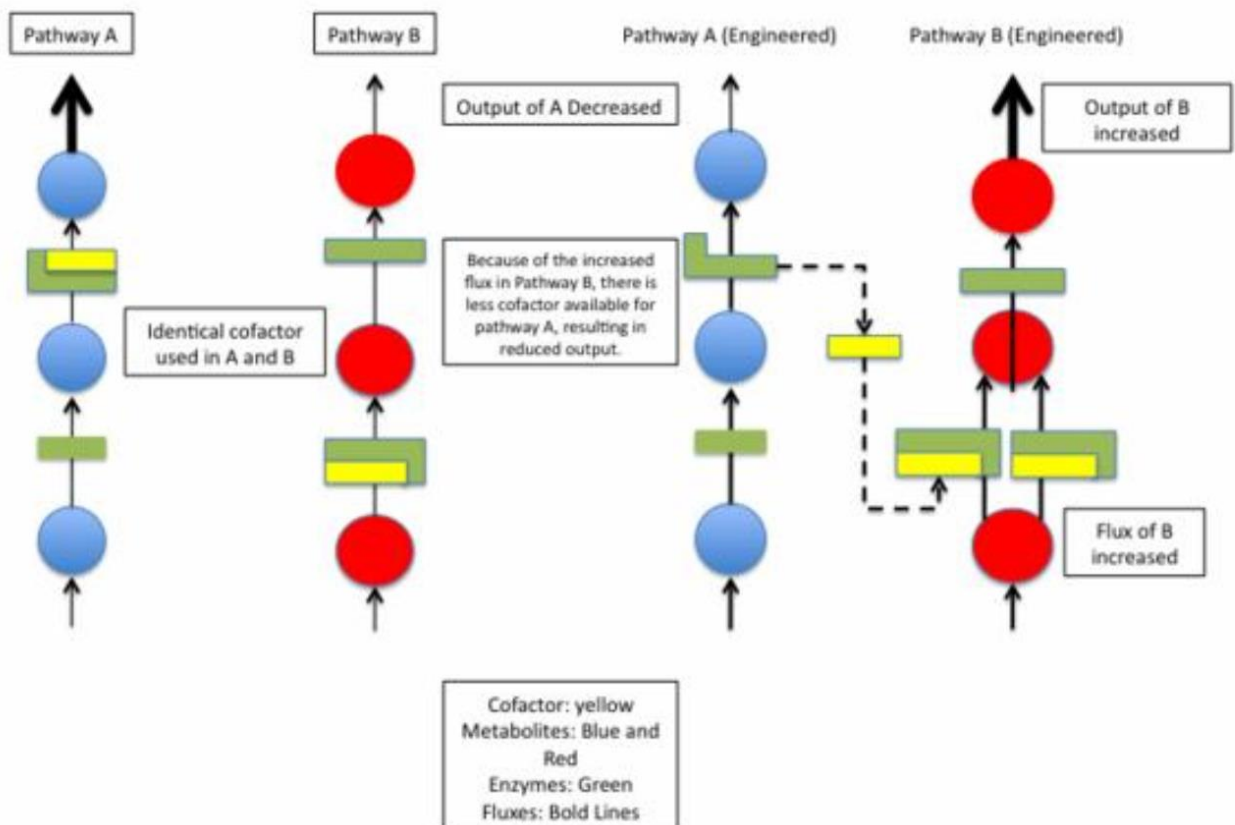 Pathway A
Pathway B
Pathway A (Engineered)
Pathway B (Engineered)
Output of A Decreased
Output of B
increased
Because of the increased
flux in Pathway B, there is
less cofactor available for
pathway A, resulting in
reduced output.
Identical cofactor
used in A and B
Flux of B
increased
Cofactor: yellow
Metabolites: Blue and
Red
Enzymes: Green
Fluxes: Bold Lines